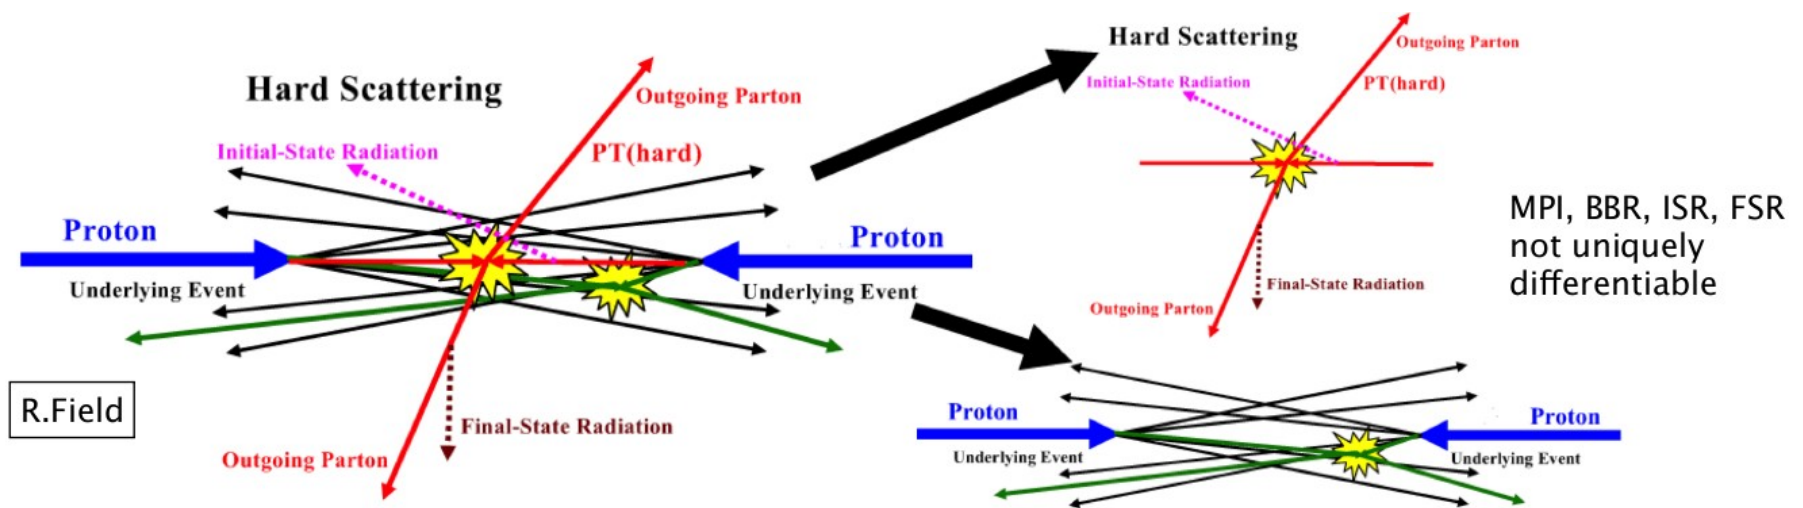 Hard Scattering
Outgoing Parton
Initial-State Radiation
PT(hard)
Proton
Proton
Underlying Event
Underlying Event
R.Field
Final-State Radiation
Outgoing Parton
Hard Scattering
Outgoing Parton
Initial-State Radiation
PT(hard)
Final-State Radiation
Outgoing Parton
MPI, BBR, ISR, FSR
not uniquely
differentiable
Proton
Proton
Underlying Event
Underlying Event